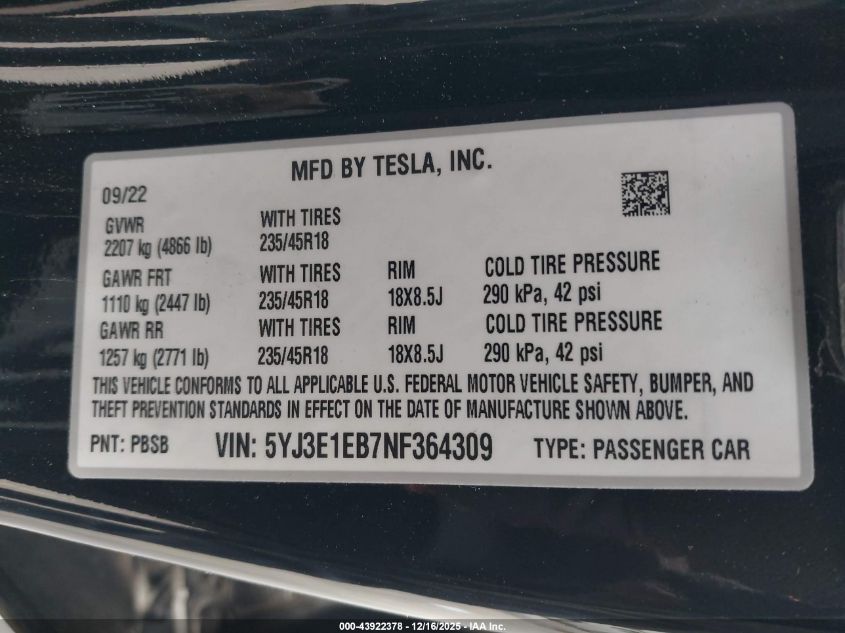 MFD BY TESLA, INC.
09/22
GVWR WITH TIRES
2207 kg (4866 lb) 235/45R18
GAWR FRT WITH TIRES RIM COLD TIRE PRESSURE
1110 kg (2447 lb) 235/45R18 18X8.5J 290 kPa, 42 psi
GAWR RR WITH TIRES RIM COLD TIRE PRESSURE
1257 kg (2771 lb) 235/45R18 18X8.5J 290 kPa, 42 psi
THIS VEHICLE CONFORMS TO ALL APPLICABLE U.S. FEDERAL MOTOR VEHICLE SAFETY, BUMPER, AND
THEFT PREVENTION STANDARDS IN EFFECT ON THE DATE OF MANUFACTURE SHOWN ABOVE.
PNT: PBSB VIN: 5YJ3E1EB7NF364309 TYPE: PASSENGER CAR
000-43922378 - 12/16/2025 - IAA Inc.